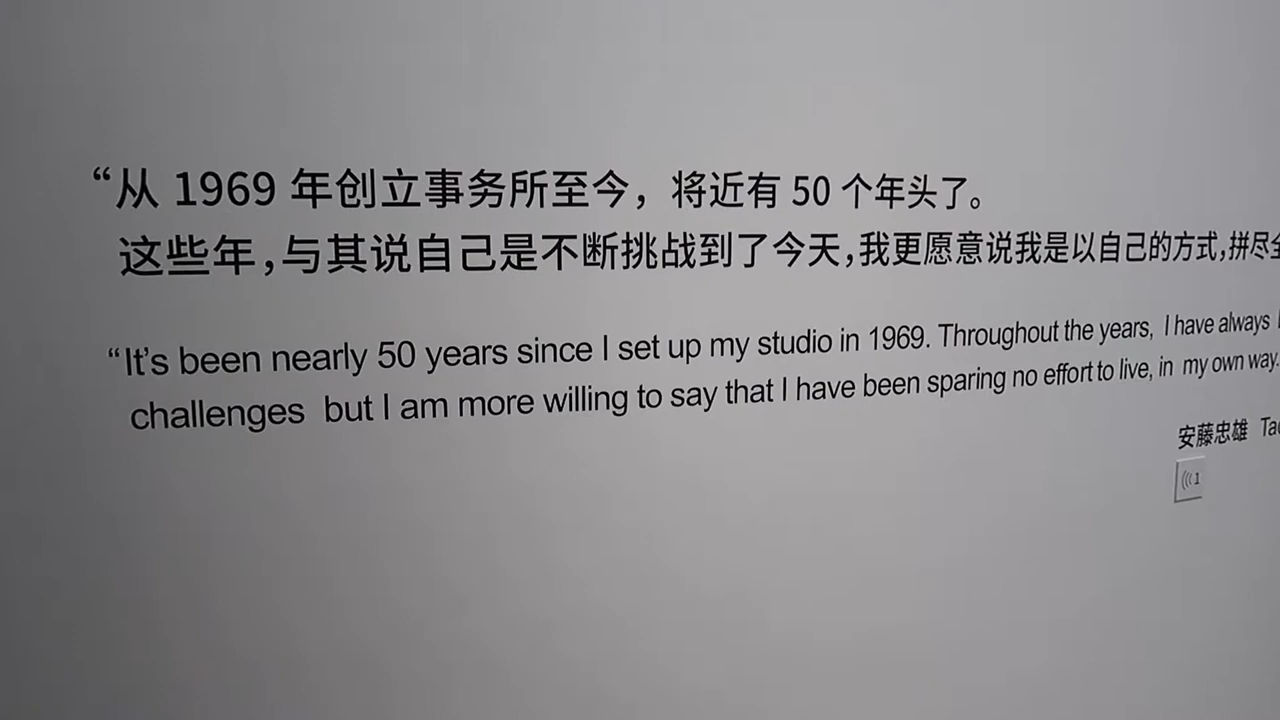 “从 1969 年创立事务所至今，将近有 50 个年头了。
这些年，与其说自己是不断挑战到了今天，我更愿意说我是以自己的方式，拼尽
“It’s been nearly 50 years since I set up my studio in 1969. Throughout the years, I have always
challenges but I am more willing to say that I have been sparing no effort to live, in my own way.
安藤忠雄
1